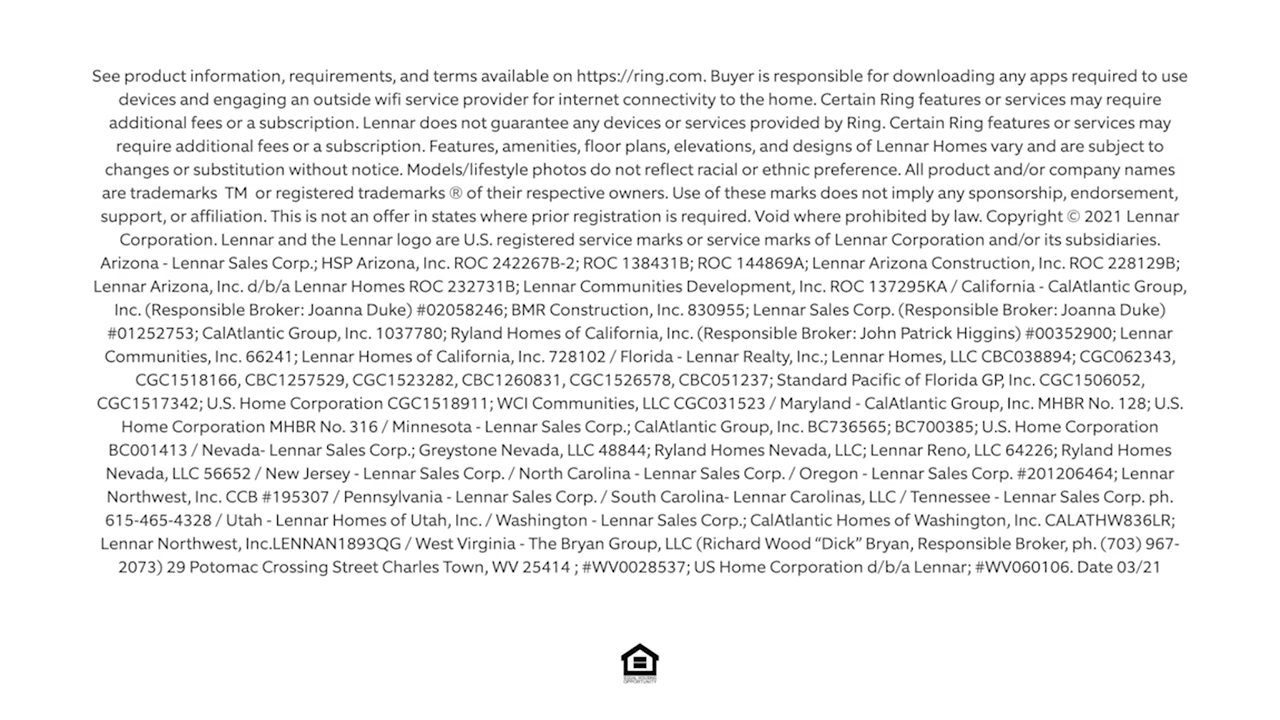 See product information, requirements, and terms available on https://ring.com. Buyer is responsible for downloading any apps required to use
devices and engaging an outside wifi service provider for internet connectivity to the home. Certain Ring features or services may require
additional fees or a subscription. Lennar does not guarantee any devices or services provided by Ring. Certain Ring features or services may
require additional fees or a subscription. Features, amenities, floor plans, elevations, and designs of Lennar Homes vary and are subject to
changes or substitution without notice. Models/lifestyle photos do not reflect racial or ethnic preference. All product and/or company names
are trademarks TM or registered trademarks ® of their respective owners. Use of these marks does not imply any sponsorship, endorsement,
support, or affiliation. This is not an offer in states where prior registration is required. Void where prohibited by law. Copyright © 2021 Lennar
Corporation. Lennar and the Lennar logo are U.S. registered service marks or service marks of Lennar Corporation and/or its subsidiaries.
Arizona - Lennar Sales Corp.; HSP Arizona, Inc. ROC 242267B-2; ROC 138431B; ROC 144869A; Lennar Arizona Construction, Inc. ROC 228129B;
Lennar Arizona, Inc. d/b/a Lennar Homes ROC 232731B; Lennar Communities Development, Inc. ROC 137295KA / California - CalAtlantic Group,
Inc. (Responsible Broker: Joanna Duke) #02058246; BMR Construction, Inc. 830955; Lennar Sales Corp. (Responsible Broker: Joanna Duke)
#01252753; CalAtlantic Group, Inc. 1037780; Ryland Homes of California, Inc. (Responsible Broker: John Patrick Higgins) #00352900; Lennar
Communities, Inc. 66241; Lennar Homes of California, Inc. 728102 / Florida - Lennar Realty, Inc.; Lennar Homes, LLC CBC038894; CGC062343,
CGC1518166, CBC1257529, CGC1523282, CBC1260831, CGC1526578, CBC051237; Standard Pacific of Florida GP, Inc. CGC1506052,
CGC1517342; U.S. Home Corporation CGC1518911; WCI Communities, LLC CGC031523 / Maryland - CalAtlantic Group, Inc. MHBR No. 128; U.S.
Home Corporation MHBR No. 316 / Minnesota - Lennar Sales Corp.; CalAtlantic Group, Inc. BC736565; BC700385; U.S. Home Corporation
BC001413 / Nevada- Lennar Sales Corp.; Greystone Nevada, LLC 48844; Ryland Homes Nevada, LLC; Lennar Reno, LLC 64226; Ryland Homes
Nevada, LLC 56652 / New Jersey - Lennar Sales Corp. / North Carolina - Lennar Sales Corp. / Oregon - Lennar Sales Corp. #201206464; Lennar
Northwest, Inc. CCB #195307 / Pennsylvania - Lennar Sales Corp. / South Carolina- Lennar Carolinas, LLC / Tennessee - Lennar Sales Corp. ph.
615-465-4328 / Utah - Lennar Homes of Utah, Inc. / Washington - Lennar Sales Corp.; CalAtlantic Homes of Washington, Inc. CALATHW836LR;
Lennar Northwest, Inc.LENNAN1893QG / West Virginia - The Bryan Group, LLC (Richard Wood “Dick” Bryan, Responsible Broker, ph. (703) 967-
2073) 29 Potomac Crossing Street Charles Town, WV 25414 ; #WV0028537; US Home Corporation d/b/a Lennar; #WV060106. Date 03/21
EQUAL HOUSING
OPPORTUNITY